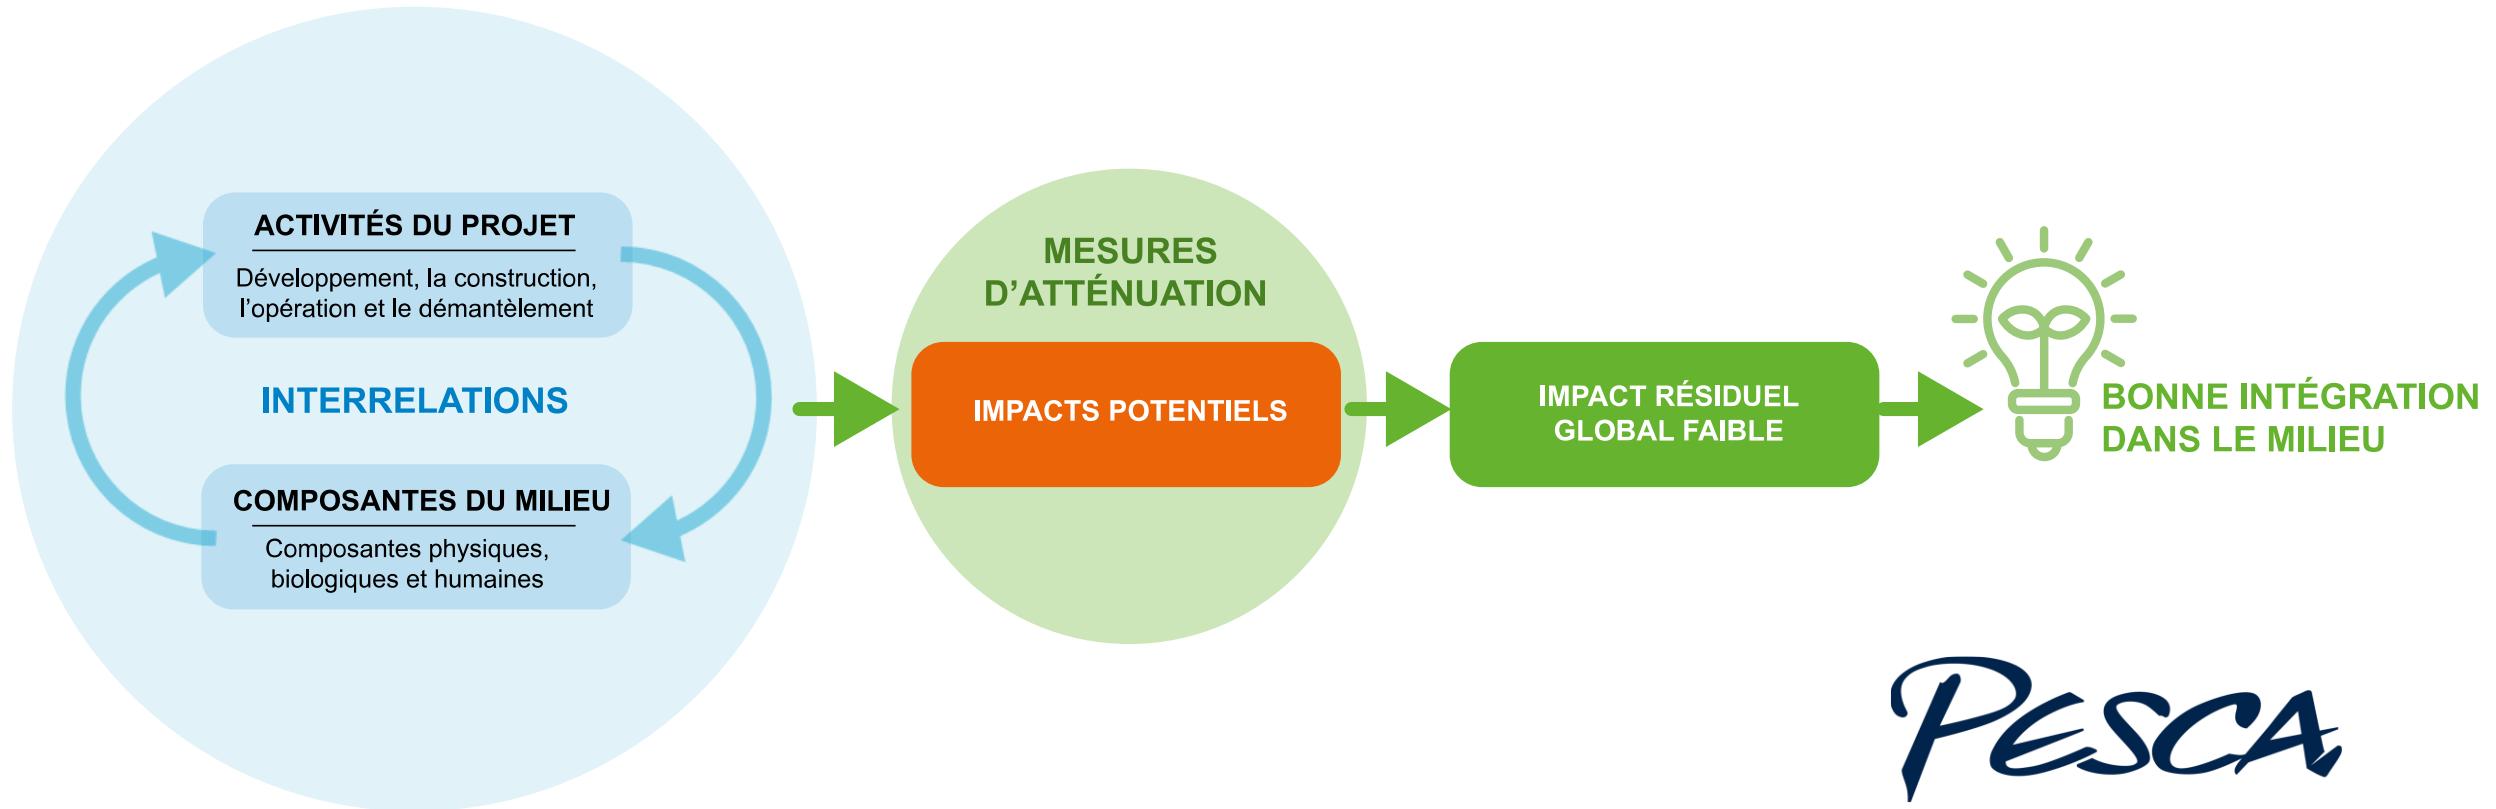 ACTIVITÉS DU PROJET
Développement, la construction,
l'opération et le démantèlement
INTERRELATIONS
COMPOSANTES DU MILIEU
Composantes physiques,
biologiques et humaines
MESURES
D'ATTÉNUATION
IMPACTS POTENTIELS
IMPACT RÉSIDUEL
GLOBAL FAIBLE
BONNE INTÉGRATION
DANS LE MILIEU
PESCA